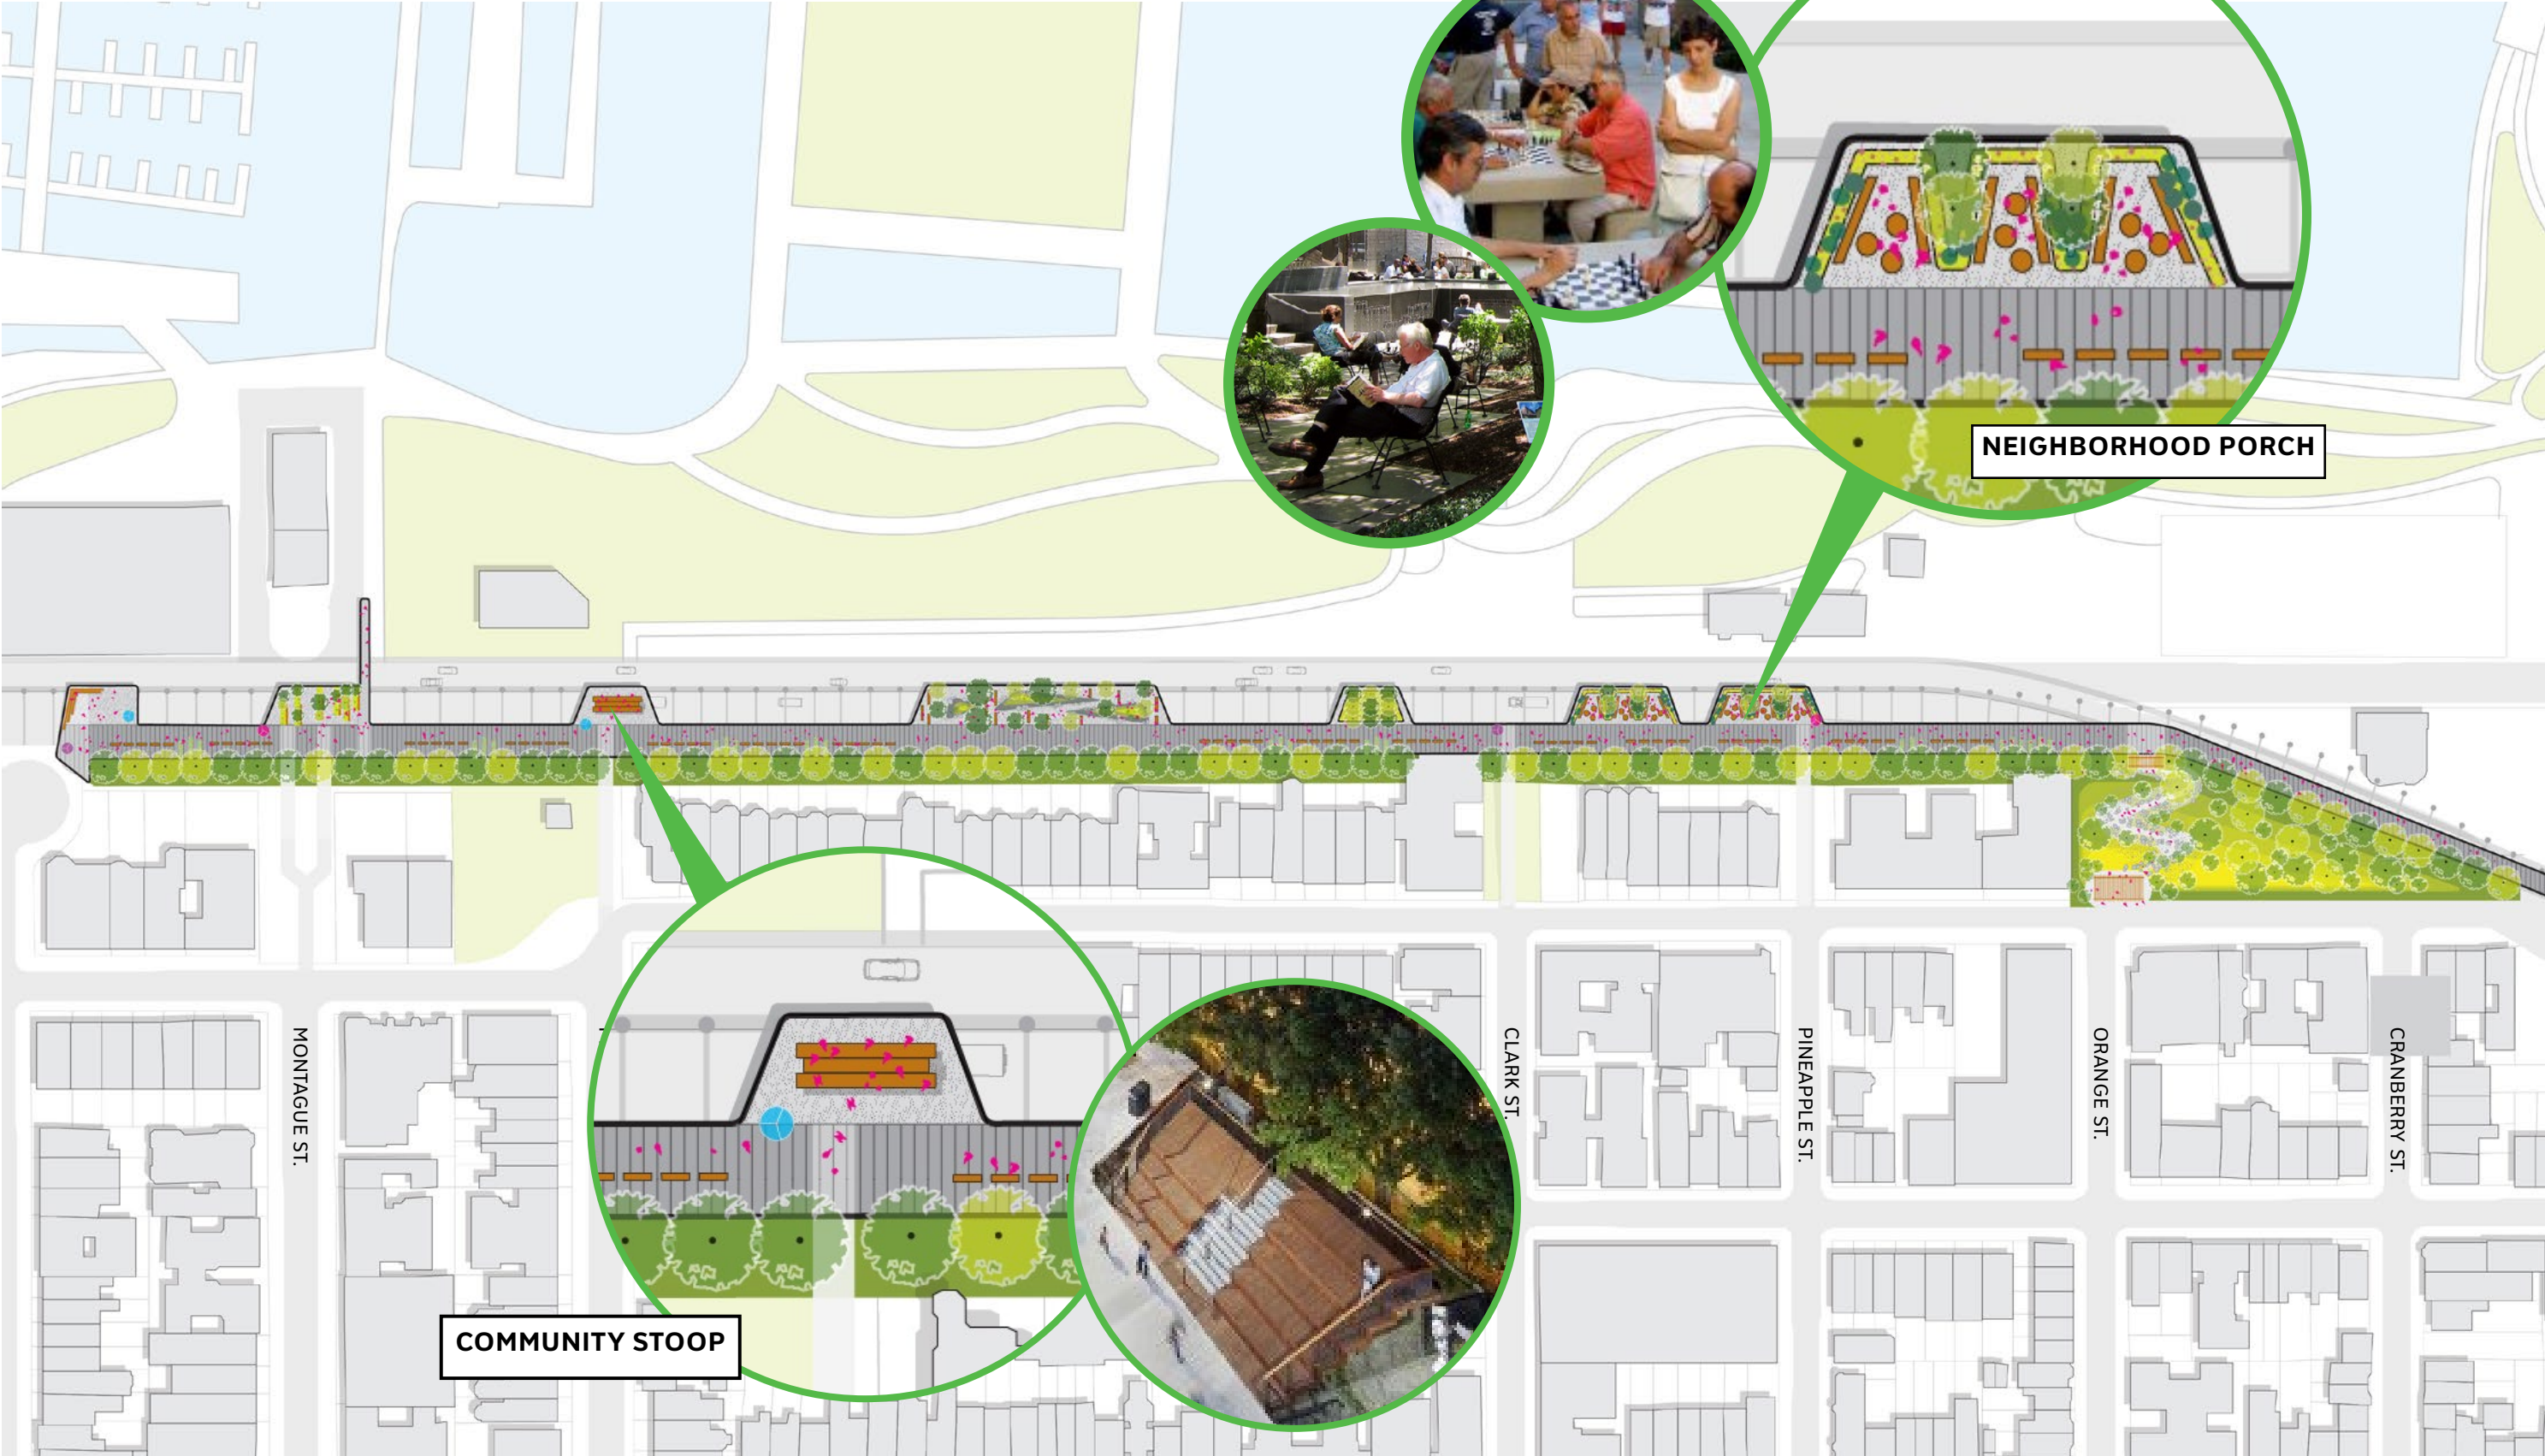 NEIGHBORHOOD PORCH
MONTAGUE ST.
CLARK ST.
PINEAPPLE ST.
ORANGE ST.
CRANBERRY ST.
COMMUNITY STOOP